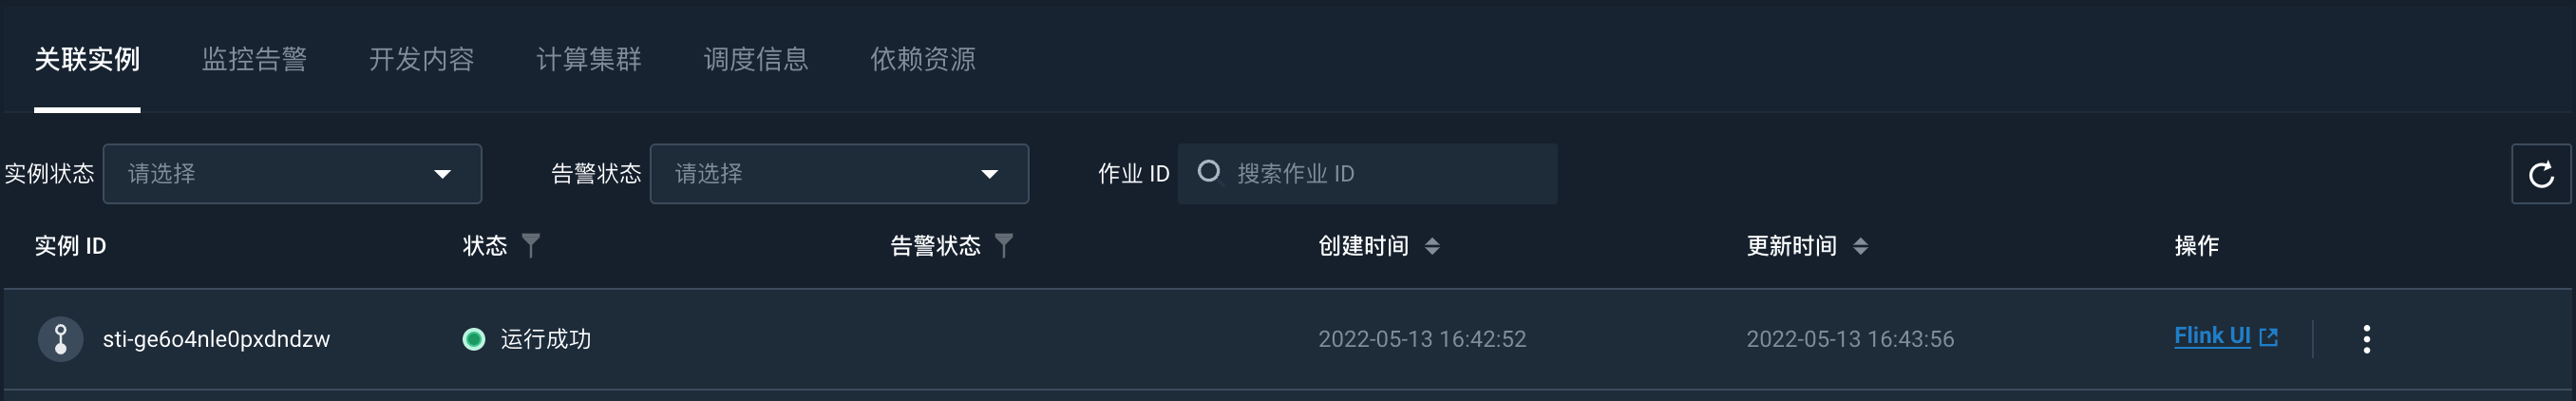 关联实例 监控告警 开发内容 计算集群 调度信息 依赖资源
实例状态 请选择 告警状态 请选择 作业 ID 搜索作业 ID
实例 ID 状态 告警状态 创建时间 更新时间 操作
sti-ge6o4nle0pxdndzw 运行成功 2022-05-13 16:42:52 2022-05-13 16:43:56 Flink UI